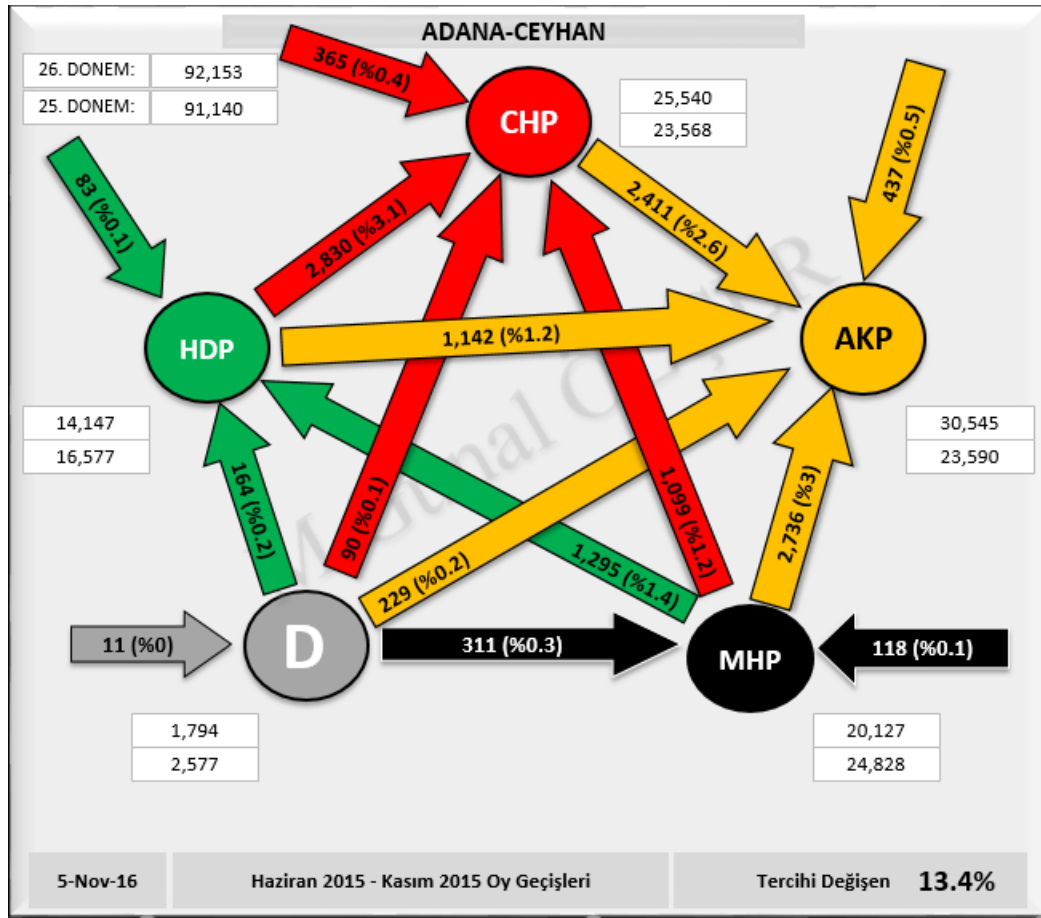 ADANA-CEYHAN
26. DONEM: 92,153
25. DONEM: 91,140
365 (%0.4)
CHP
25,540
23,568
437 (%0.5)
83 (%0.1)
2,830 (%3.1)
2,411 (%2.6)
HDP
1,142 (%1.2)
AKP
14,147
16,577
30,545
23,590
164 (%0.2)
90 (%0.1)
229 (%0.2)
1,295 (%1.4)
1,099 (%1.2)
2,736 (%3)
11 (%0)
D
311 (%0.3)
MHP
118 (%0.1)
1,794
2,577
20,127
24,828
5-Nov-16 Haziran 2015 - Kasım 2015 Oy Geçişleri Tercihi Değişen 13.4%